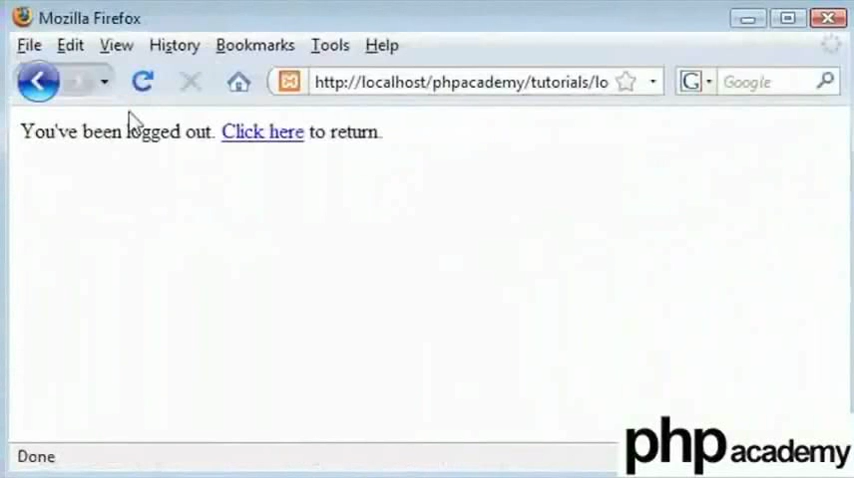 Mozilla Firefox
File Edit View History Bookmarks Tools Help
http://localhost/phpacademy/tutorials/lo G Google
You've been logged out. Click here to return.
Done
php academy